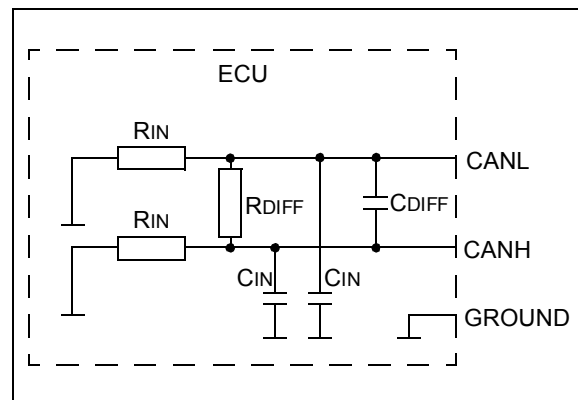 ECU
RIN
CANL
RDIFF
CDIFF
RIN
CANH
CIN
CIN
GROUND